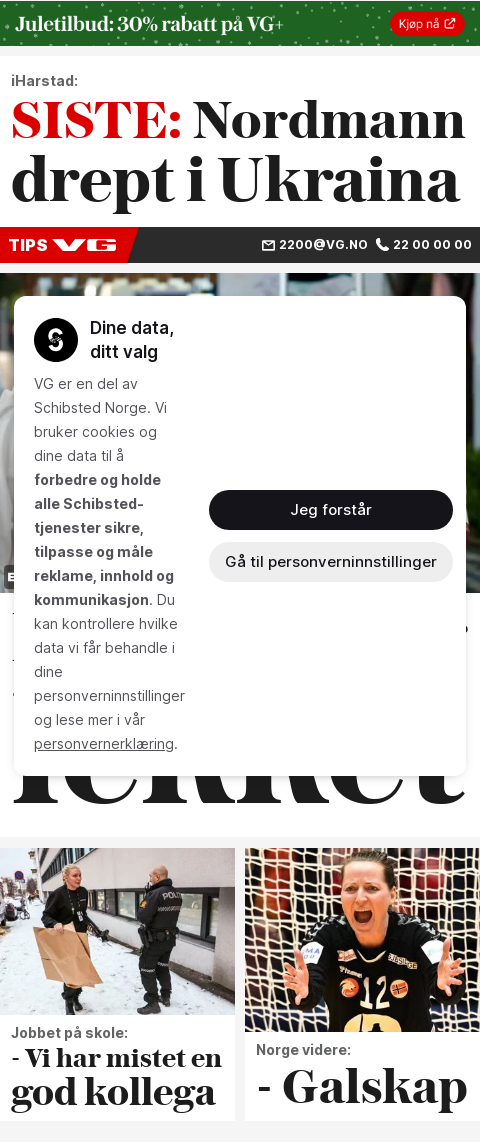 Juletilbud: 30% rabatt på VG+
Kjøp nå
iHarstad:
SISTE: Nordmann
drept i Ukraina
TIPS VG
2200@VG.NO 22 00 00 00
Dine data,
ditt valg
VG er en del av
Schibsted Norge. Vi
bruker cookies og
dine data til å
forbedre og holde
alle Schibsted-
tjenester sikre,
tilpasse og måle
reklame, innhold og
kommunikasjon. Du
kan kontrollere hvilke
data vi får behandle i
dine
personverninnstillinger
og lese mer i vår
personvernerklæring.
Jeg forstår
Gå til personverninnstillinger
POLITI
12
Jobbet på skole:
- Vi har mistet en
god kollega
Norge videre:
- Galskap